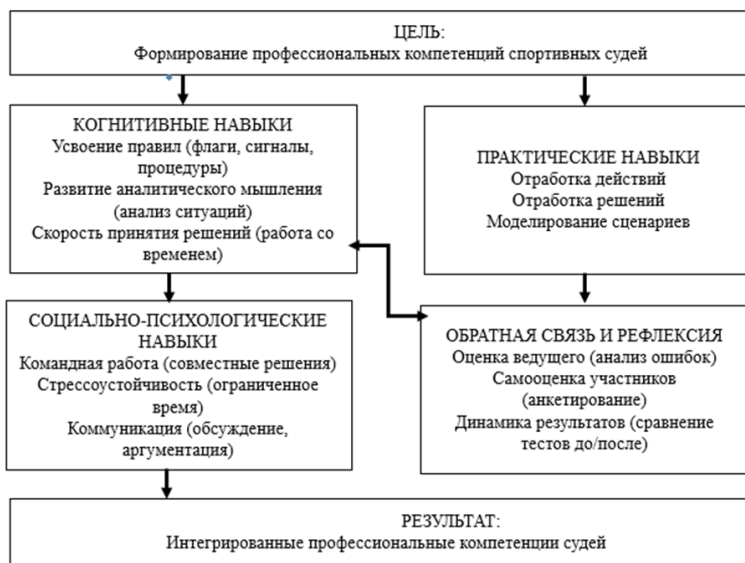 ЦЕЛЬ:
Формирование профессиональных компетенций спортивных судей
КОГНИТИВНЫЕ НАВЫКИ
Усвоение правил (флаги, сигналы,
процедуры)
Развитие аналитического мышления
(анализ ситуаций)
Скорость принятия решений (работа со
временем)
ПРАКТИЧЕСКИЕ НАВЫКИ
Отработка действий
Отработка решений
Моделирование сценариев
СОЦИАЛЬНО-ПСИХОЛОГИЧЕСКИЕ
НАВЫКИ
Командная работа (совместные решения)
Стрессоустойчивость (ограниченное
время)
Коммуникация (обсуждение,
аргументация)
ОБРАТНАЯ СВЯЗЬ И РЕФЛЕКСИЯ
Оценка ведущего (анализ ошибок)
Самооценка участников
(анкетирование)
Динамика результатов (сравнение
тестов до/после)
РЕЗУЛЬТАТ:
Интегрированные профессиональные компетенции судей